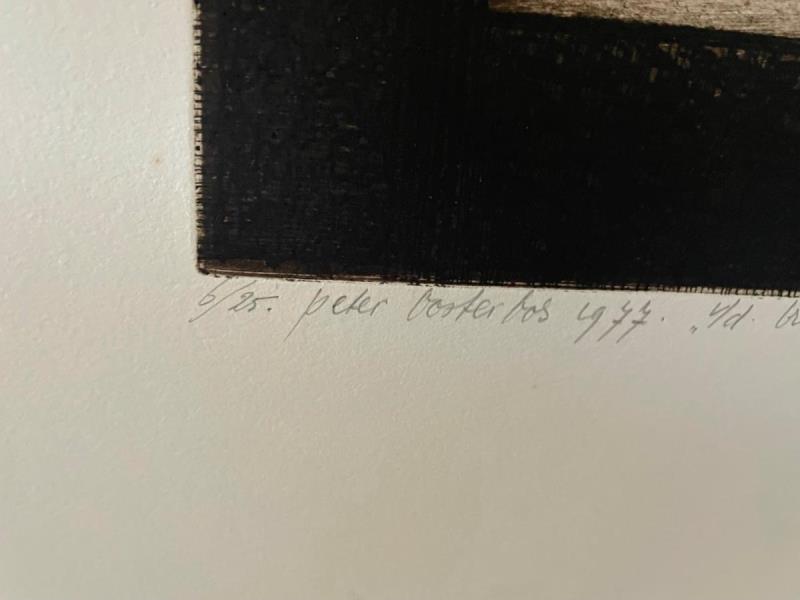 6/25. peter oosterbos 1977. „i/d.